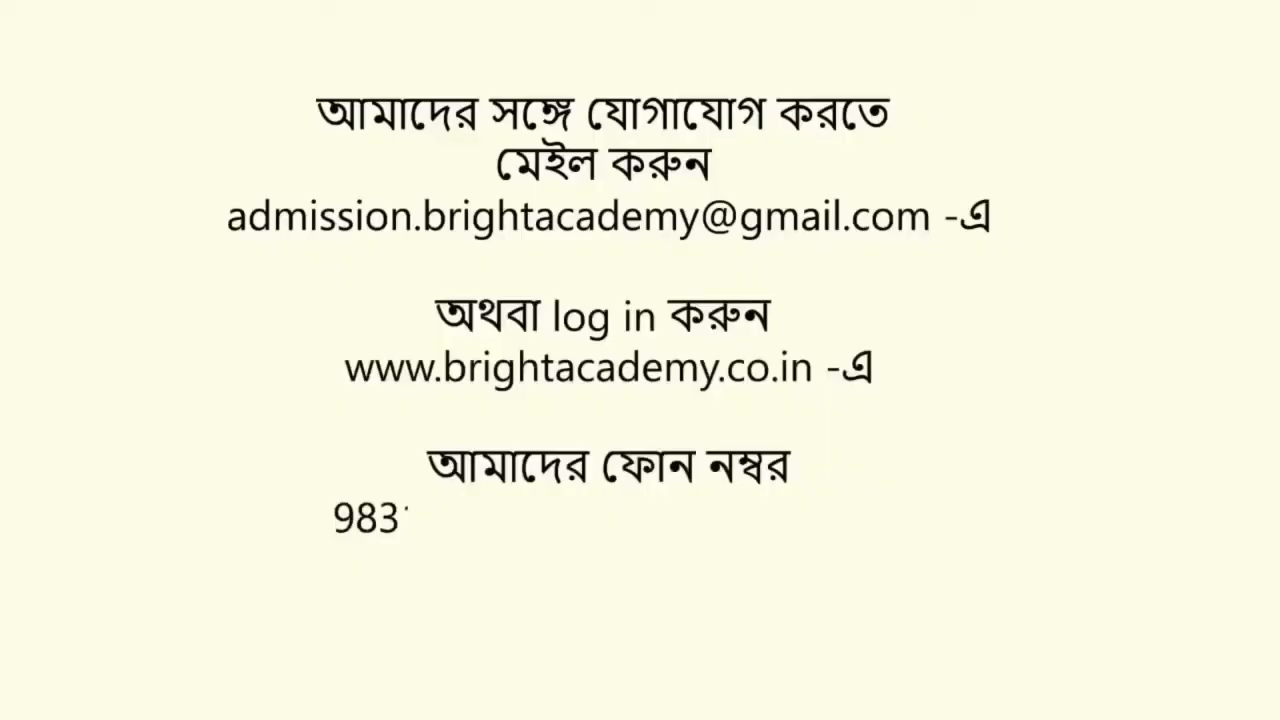 আমাদের সঙ্গে যোগাযোগ করতে
মেইল করুন
admission.brightacademy@gmail.com -এ
অথবা log in করুন
www.brightacademy.co.in -এ
আমাদের ফোন নম্বর
983